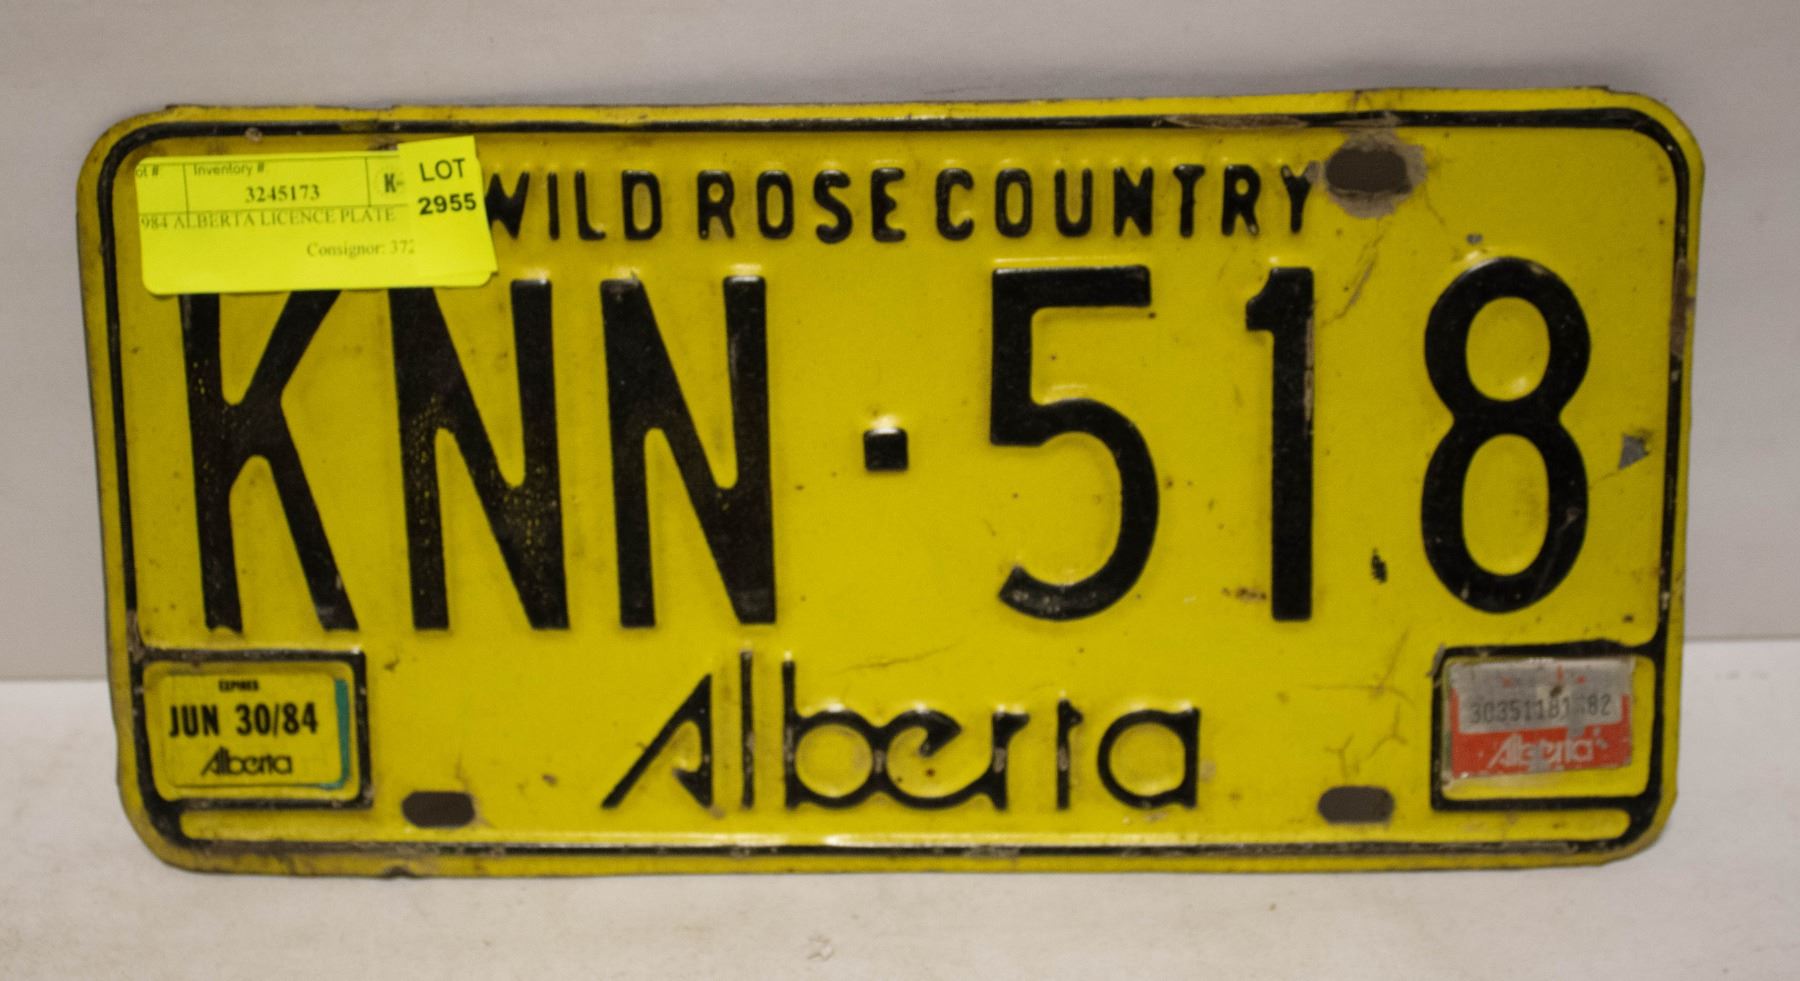 ot # Inventory #
3245173 K-
984 ALBERTA LICENCE PLATE
Consignor: 372
LOT
2955
WILD ROSE COUNTRY
KNN·518
EXPIRES
JUN 30/84
Alberta
Alberta
82
Alberta